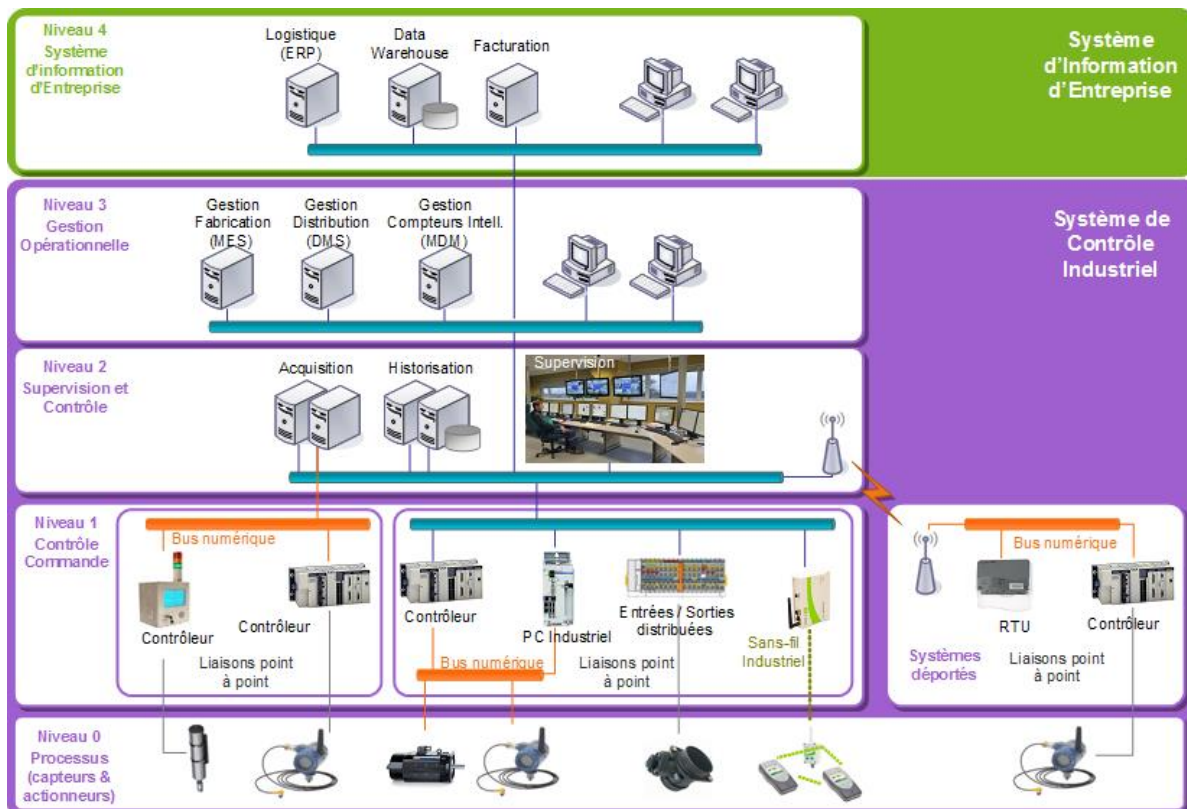 Niveau 4
Système
d'information
d'Entreprise
Logistique
(ERP)
Data
Warehouse
Facturation
Système
d'Information
d'Entreprise
Niveau 3
Gestion
Opérationnelle
Gestion
Fabrication
(MES)
Gestion
Distribution
(DMS)
Gestion
Compteurs Intell.
(MDM)
Système de
Contrôle
Industriel
Niveau 2
Supervision et
Contrôle
Acquisition
Historisation
Supervision
Niveau 1
Contrôle
Commande
Bus numérique
Contrôleur
Contrôleur
Liaisons point
à point
Contrôleur
PC Industriel
Entrées / Sorties
distribuées
Sans-fil
Industriel
Bus numérique
Liaisons point
à point
Bus numérique
RTU
Contrôleur
Systèmes
déportés
Liaisons point
à point
Niveau 0
Processus
(capteurs &
actionneurs)